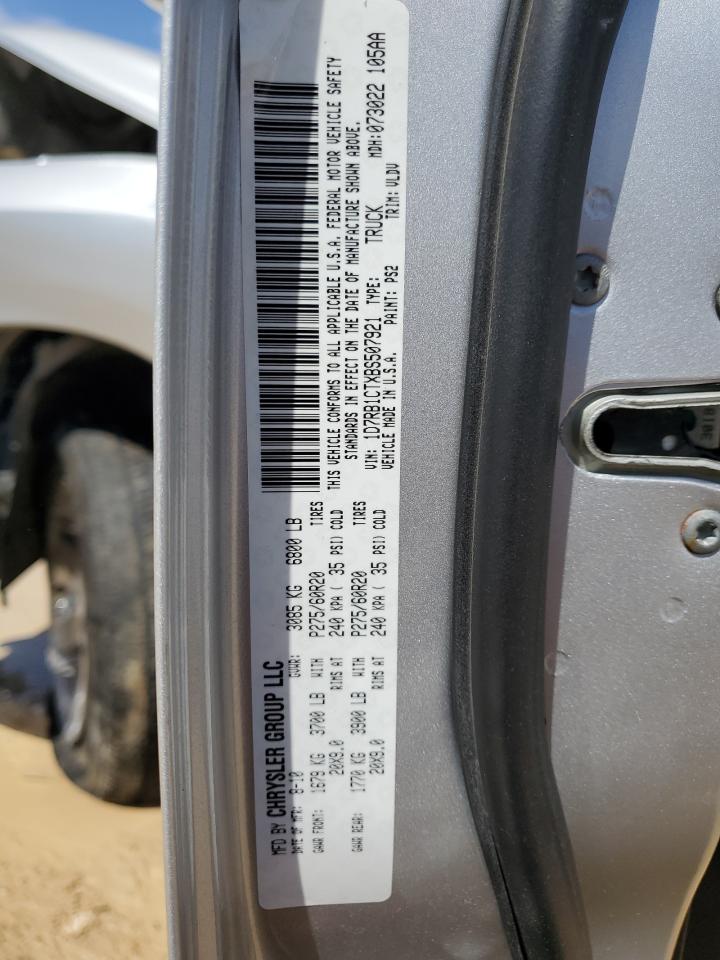 MFD BY CHRYSLER GROUP LLC
DATE OF MFR: 8-10 GVWR: 3085 KG 6800 LB
GAWR FRONT: 1679 KG 3700 LB WITH P275/60R20 TIRES
20X9.0 RIMS AT 240 KPA ( 35 PSI) COLD
GAWR REAR: 1770 KG 3900 LB WITH P275/60R20 TIRES
20X9.0 RIMS AT 240 KPA ( 35 PSI) COLD
THIS VEHICLE CONFORMS TO ALL APPLICABLE U.S.A. FEDERAL MOTOR VEHICLE SAFETY
STANDARDS IN EFFECT ON THE DATE OF MANUFACTURE SHOWN ABOVE.
VIN: 1D7RB1CTXBS507921 TYPE: TRUCK MDH:073022 105AA
VEHICLE MADE IN U.S.A. PAINT: PS2 TRIM: VLDV